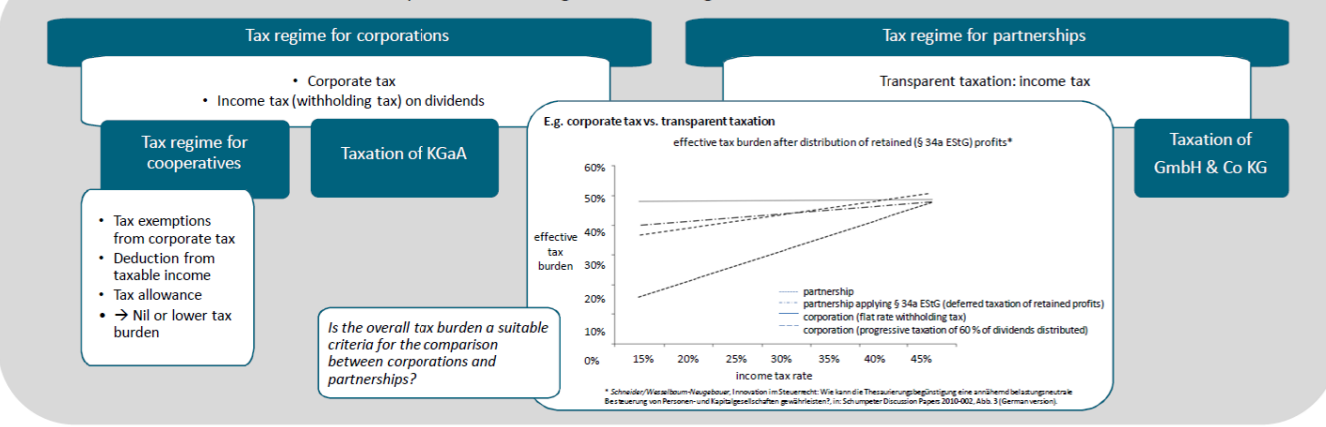 Tax regime for corporations
• Corporate tax
• Income tax (withholding tax) on dividends
Tax regime for partnerships
Transparent taxation: income tax
Tax regime for
cooperatives
Taxation of KGaA
Taxation of
GmbH & Co KG
• Tax exemptions
from corporate tax
• Deduction from
taxable income
• Tax allowance
• → Nil or lower tax
burden
Is the overall tax burden a suitable
criteria for the comparison
between corporations and
partnerships?
E.g. corporate tax vs. transparent taxation
effective tax burden after distribution of retained (§ 34a EStG) profits*
60%
50%
40%
30%
20%
10%
0%
effective
tax
burden
15% 20% 25% 30% 35% 40% 45%
income tax rate
partnership
partnership applying § 34a EStG (deferred taxation of retained profits)
corporation (flat rate withholding tax)
corporation (progressive taxation of 60 % of dividends distributed)
* Schneider/Wesselbaum-Neugebauer, Innovation im Steuerrecht: Wie kann die Thesaurierungsbegünstigung eine annähernd belastungsneutrale
Besteuerung von Personen- und Kapitalgesellschaften gewährleisten?, in: Schumpeter Discussion Papers 2010-002, Abb. 3 (German version).